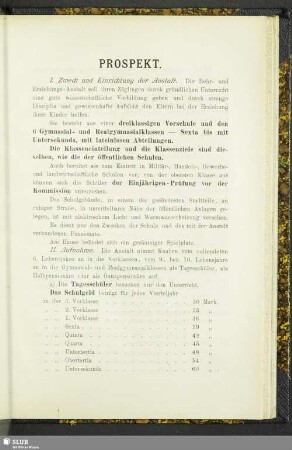 PROSPEKT.
I. Zweck und Einrichtung der Anstalt. Die Lehr- und
Erziehungs-Anstalt soll ihren Zöglingen durch gründlichen Unterricht
eine gute wissenschaftliche Vorbildung geben und durch strenge
Disziplin und gewissenhafte Aufsicht den Eltern bei der Erziehung
ihrer Kinder helfen.
Sie besteht aus einer dreiklassigen Vorschule und den
6 Gymnasial- und Realgymnasialklassen — Sexta bis mit
Untersekunda, mit lateinlosen Abteilungen.
Die Klasseneinteilung und die Klassenziele sind die-
selben, wie die der öffentlichen Schulen.
Auch bereitet sie zum Eintritt in Militär-, Handels-, Gewerbe-
und landwirtschaftliche Schulen vor; von der obersten Klasse aus
können sich die Schüler der Einjährigen-Prüfung vor der
Kommission unterziehen.
Das Schulgebäude, in einem der gesündesten Stadtteile, an
ruhiger Straße, in unmittelbarer Nähe der öffentlichen
legen, ist mit elektrischem Licht und versehen.
Es dient nur den Zwecken der Schule und des mit der Anstalt
verbundenen Pensionats.
Am Hause befindet sich ein geräumiger Spielplatz.
II. Aufnahme. Die Anstalt nimmt Knaben vom vollendeten
6. Lebensjahre an in die Vorklassen, vom 9. bez. 10. Lebensjahre
an in die Gymnasial- und Realgymnasialklassen als Tagesschüler, als
Halbpensionäre oder als Ganzpensionäre auf.
a) Die Tagesschüler besuchen nur den Unterricht.
Das Schulgeld beträgt für jedes Vierteljahr
in der 3. Vorklasse 30 Mark,
" " 2. Vorklasse "
" " 1. Vorklasse 36 "
" " Sexta "
" " Quinta 42 "
" " Quarta 45 "
" " Untertertia 48 "
" " Obertertia 54 "
" " Untersekunda 60 "
SLUB
Wir führen Wissen.